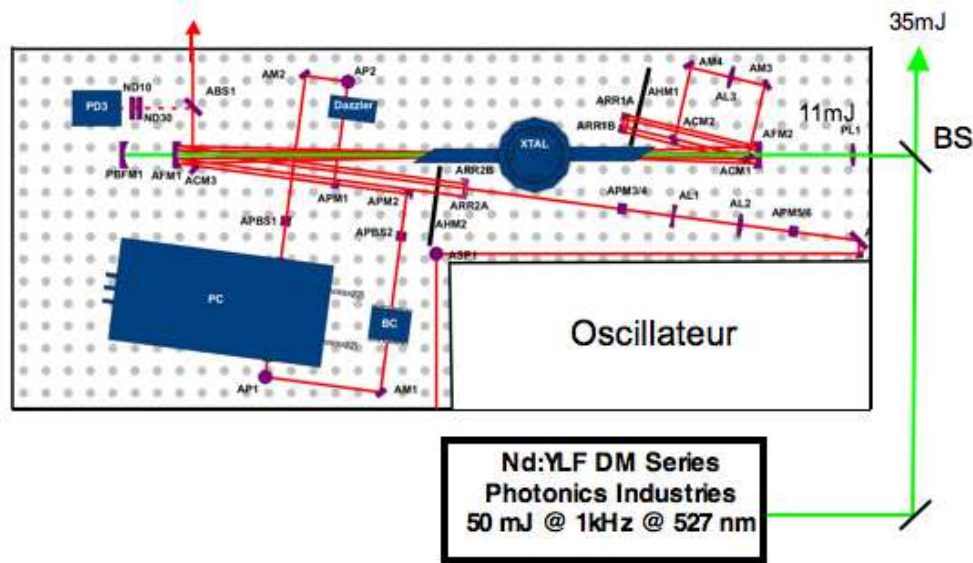 35mJ
AM2
AP2
AM4
AM3
ND10
ABS1
AHM1
AL3
PD3
Dazzler
ARR1A
ND30
ACM2
11mJ
ARR1B
XTAL
AFM2
PL1
BS
PBFM1
AFM1
ACM3
ARR2B
ACM1
APM1
APM2
ARR2A
APM3/4
AL1
AL2
APM5/6
APBS1
APBS2
AHM2
PC
BC
Oscillateur
AP1
AM1
Nd:YLF DM Series
Photonics Industries
50 mJ @ 1kHz @ 527 nm